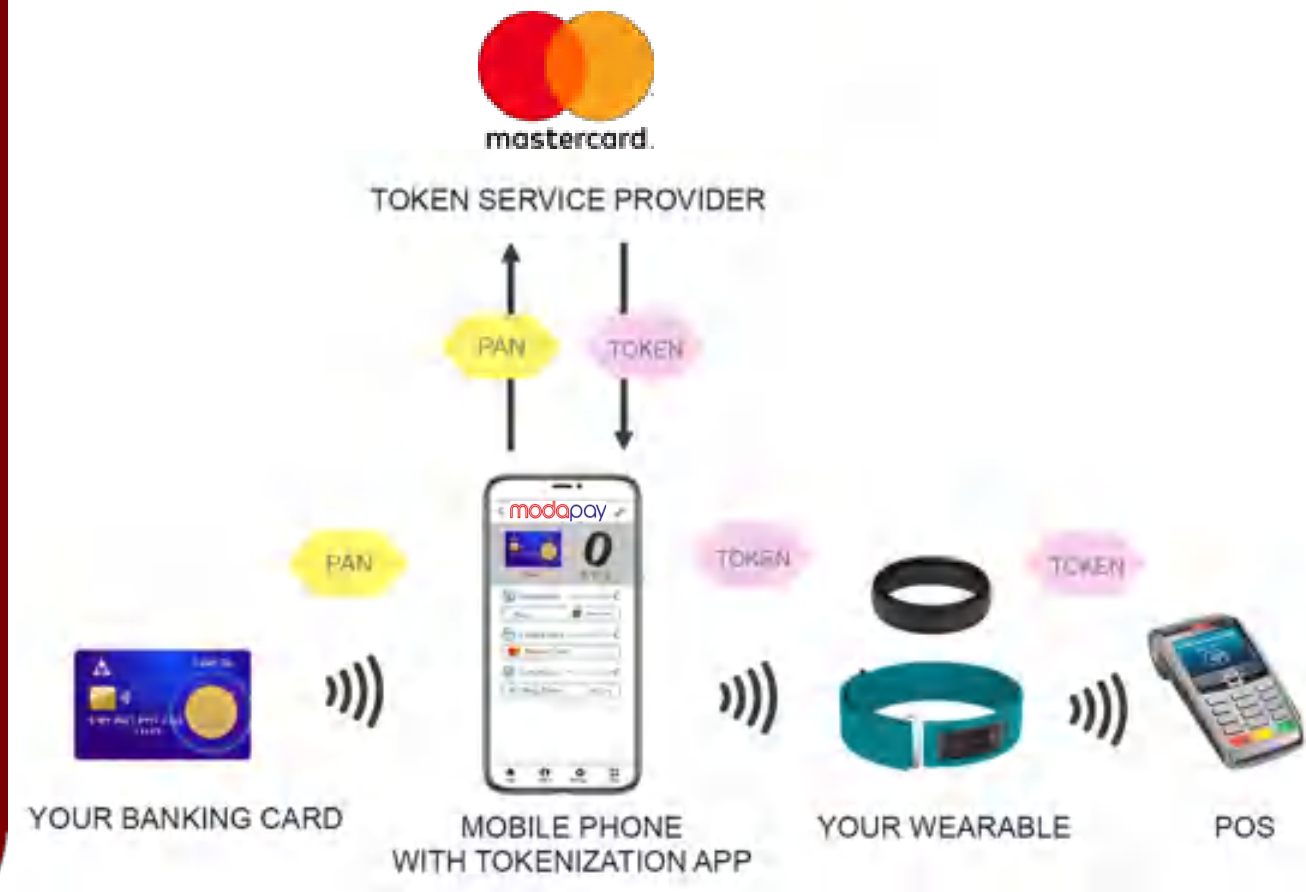 mastercard.
TOKEN SERVICE PROVIDER
PAN
TOKEN
modapay
0
PAN
TOKEN
TOKEN
YOUR BANKING CARD
MOBILE PHONE
WITH TOKENIZATION APP
YOUR WEARABLE
POS